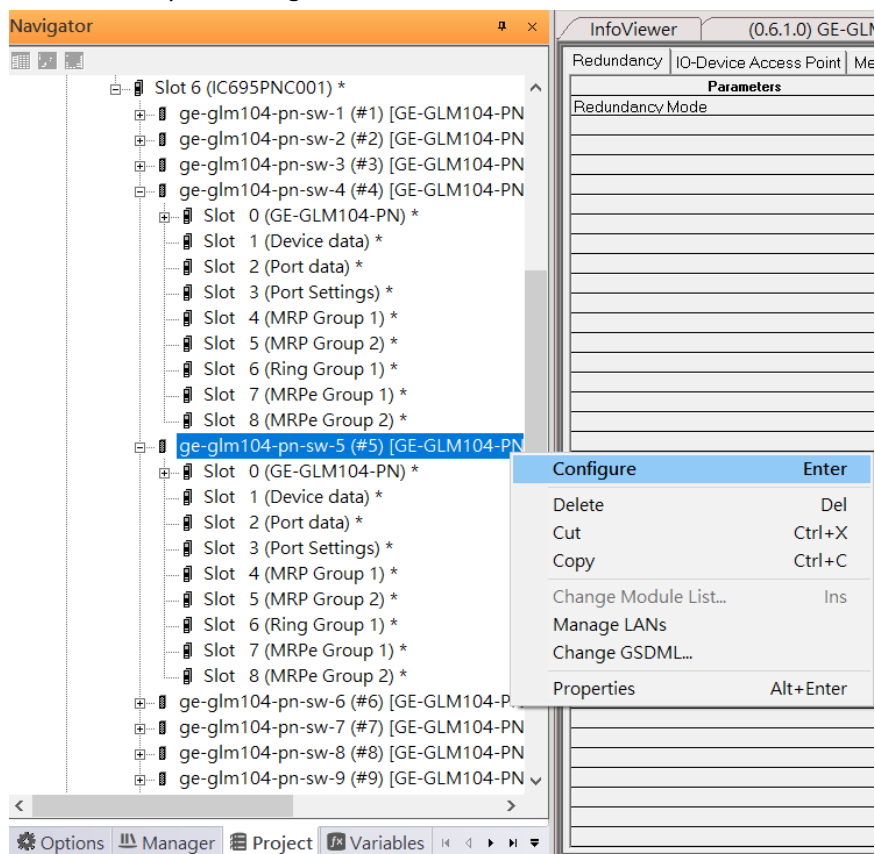 Navigator
Slot 6 (IC695PNC001) *
ge-glm104-pn-sw-1 (#1) [GE-GLM104-PN
ge-glm104-pn-sw-2 (#2) [GE-GLM104-PN
ge-glm104-pn-sw-3 (#3) [GE-GLM104-PN
ge-glm104-pn-sw-4 (#4) [GE-GLM104-PN
Slot 0 (GE-GLM104-PN) *
Slot 1 (Device data) *
Slot 2 (Port data) *
Slot 3 (Port Settings) *
Slot 4 (MRP Group 1) *
Slot 5 (MRP Group 2) *
Slot 6 (Ring Group 1) *
Slot 7 (MRPe Group 1) *
Slot 8 (MRPe Group 2) *
ge-glm104-pn-sw-5 (#5) [GE-GLM104-PN
Slot 0 (GE-GLM104-PN) *
Slot 1 (Device data) *
Slot 2 (Port data) *
Slot 3 (Port Settings) *
Slot 4 (MRP Group 1) *
Slot 5 (MRP Group 2) *
Slot 6 (Ring Group 1) *
Slot 7 (MRPe Group 1) *
Slot 8 (MRPe Group 2) *
ge-glm104-pn-sw-6 (#6) [GE-GLM104-P
ge-glm104-pn-sw-7 (#7) [GE-GLM104-PN
ge-glm104-pn-sw-8 (#8) [GE-GLM104-PN
ge-glm104-pn-sw-9 (#9) [GE-GLM104-PN
Options Manager Project Variables
InfoViewer (0.6.1.0) GE-GLM
Redundancy IO-Device Access Point Me
Parameters
Redundancy Mode
Configure Enter
Delete Del
Cut Ctrl+X
Copy Ctrl+C
Change Module List... Ins
Manage LANs
Change GSDML...
Properties Alt+Enter